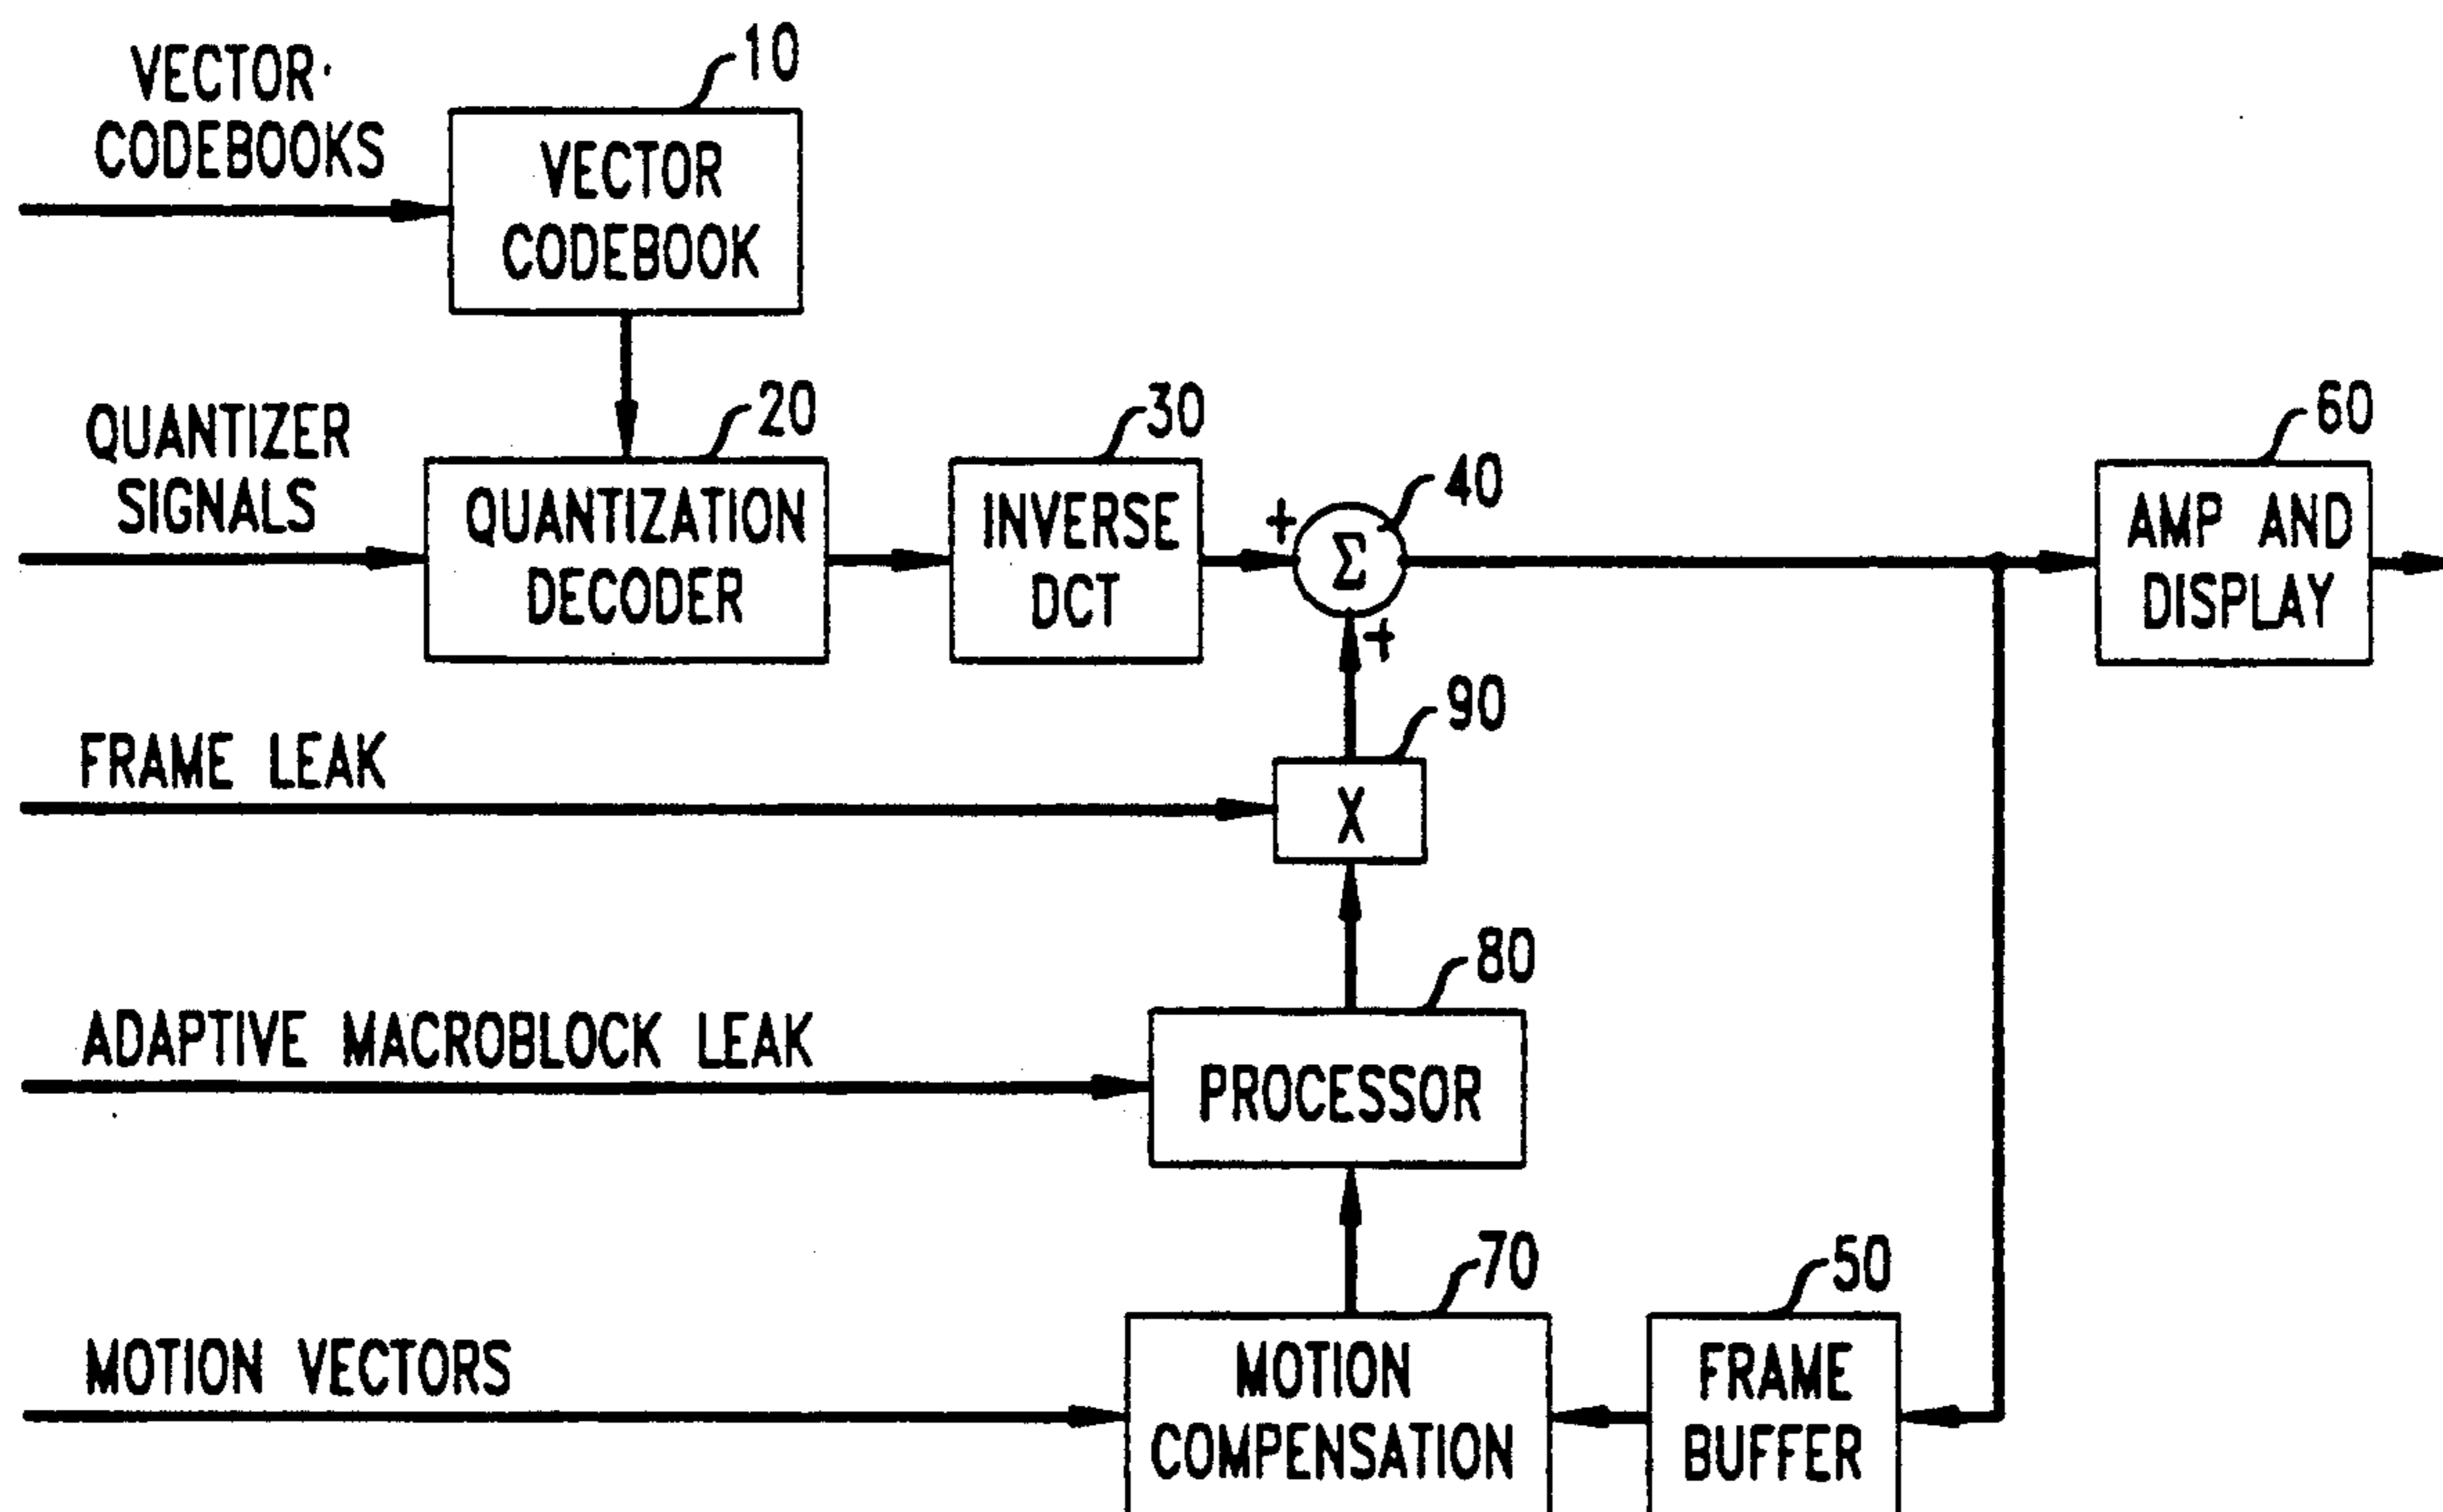 VECTOR
CODEBOOKS
10
VECTOR
CODEBOOK
QUANTIZER
SIGNALS
20
QUANTIZATION
DECODER
30
INVERSE
DCT
+
40
Σ
+
60
AMP AND
DISPLAY
FRAME LEAK
90
X
ADAPTIVE MACROBLOCK LEAK
80
PROCESSOR
MOTION VECTORS
70
MOTION
COMPENSATION
50
FRAME
BUFFER